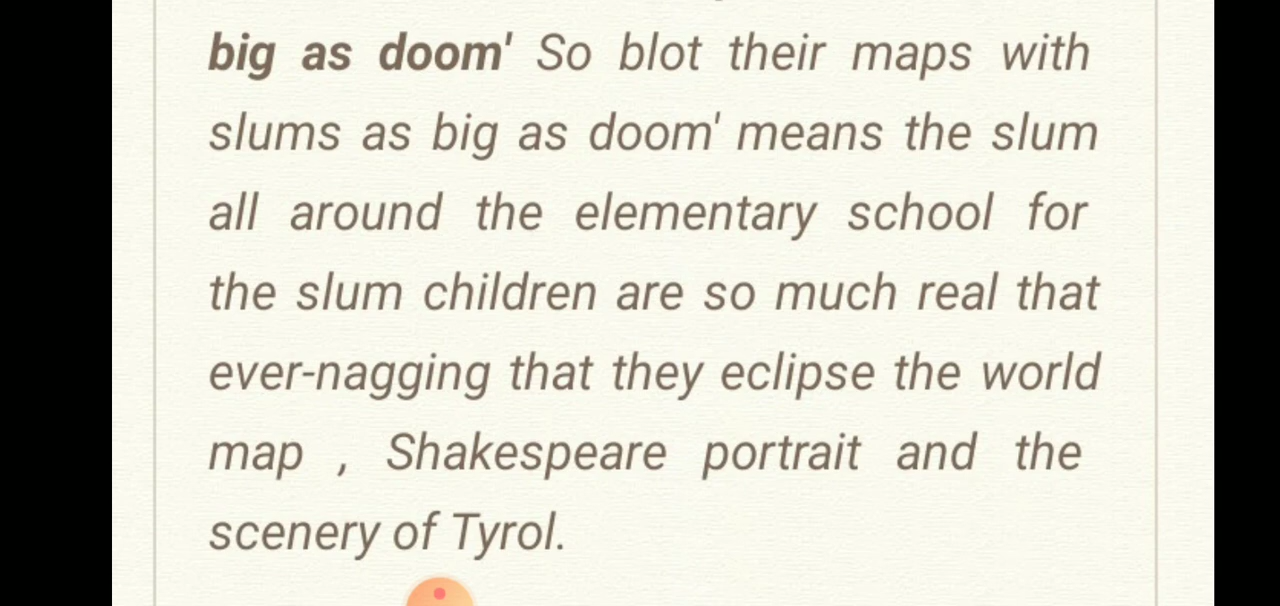 big as doom' So blot their maps with
slums as big as doom' means the slum
all around the elementary school for
the slum children are so much real that
ever-nagging that they eclipse the world
map , Shakespeare portrait and the
scenery of Tyrol.